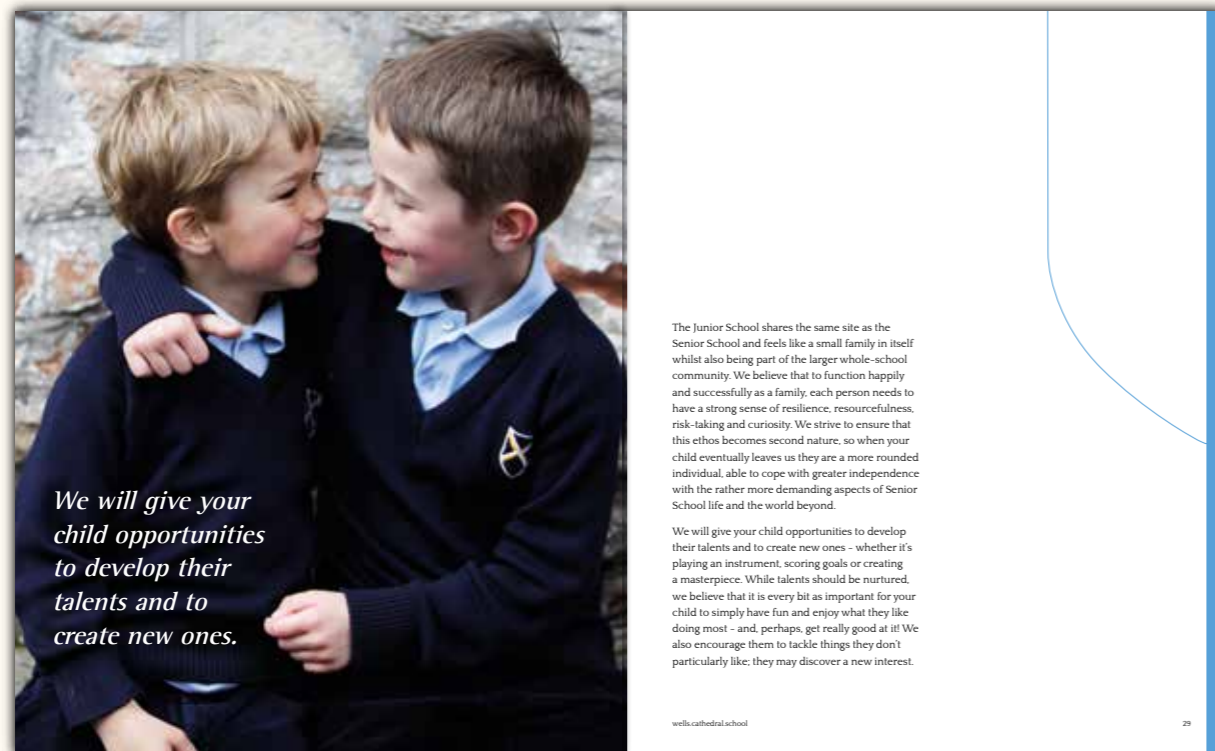 We will give your
child opportunities
to develop their
talents and to
create new ones.
The Junior School shares the same site as the
Senior School and feels like a small family in itself
whilst also being part of the larger whole-school
community. We believe that to function happily
and successfully as a family, each person needs to
have a strong sense of resilience, resourcefulness,
risk-taking and curiosity. We strive to ensure that
this ethos becomes second nature, so when your
child eventually leaves us they are a more rounded
individual, able to cope with greater independence
with the rather more demanding aspects of Senior
School life and the world beyond.
We will give your child opportunities to develop
their talents and to create new ones - whether it's
playing an instrument, scoring goals or creating
a masterpiece. While talents should be nurtured,
we believe that it is every bit as important for your
child to simply have fun and enjoy what they like
doing most - and, perhaps, get really good at it! We
also encourage them to tackle things they don't
particularly like; they may discover a new interest.
wells.cathedral.school
29